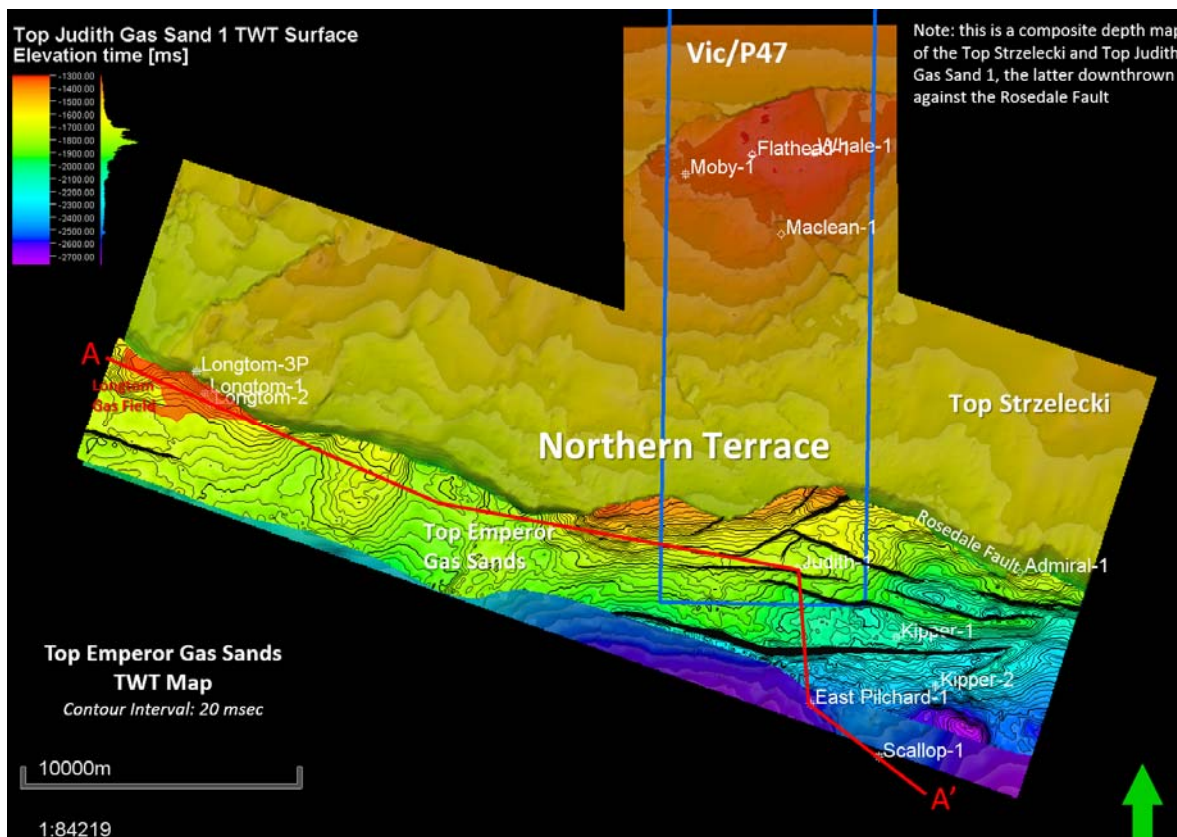 Top Judith Gas Sand 1 TWT Surface
Elevation time [ms]
-1300.00
-1400.00
-1500.00
-1600.00
-1700.00
-1800.00
-1900.00
-2000.00
-2100.00
-2200.00
-2300.00
-2400.00
-2500.00
-2600.00
-2700.00
Vic/P47
Note: this is a composite depth map
of the Top Strzelecki and Top Judith
Gas Sand 1, the latter downthrown
against the Rosedale Fault
Flathead-1
Whale-1
Moby-1
Maclean-1
A
Longtom-3P
Longtom-1
Longtom-2
Longtom
Gas Field
Top Strzelecki
Northern Terrace
Top Emperor
Gas Sands
Rosedale Fault
Admiral-1
Judith-1
Kipper-1
Kipper-2
East Pilchard-1
Scallop-1
A'
Top Emperor Gas Sands
TWT Map
Contour Interval: 20 msec
10000m
1:84219